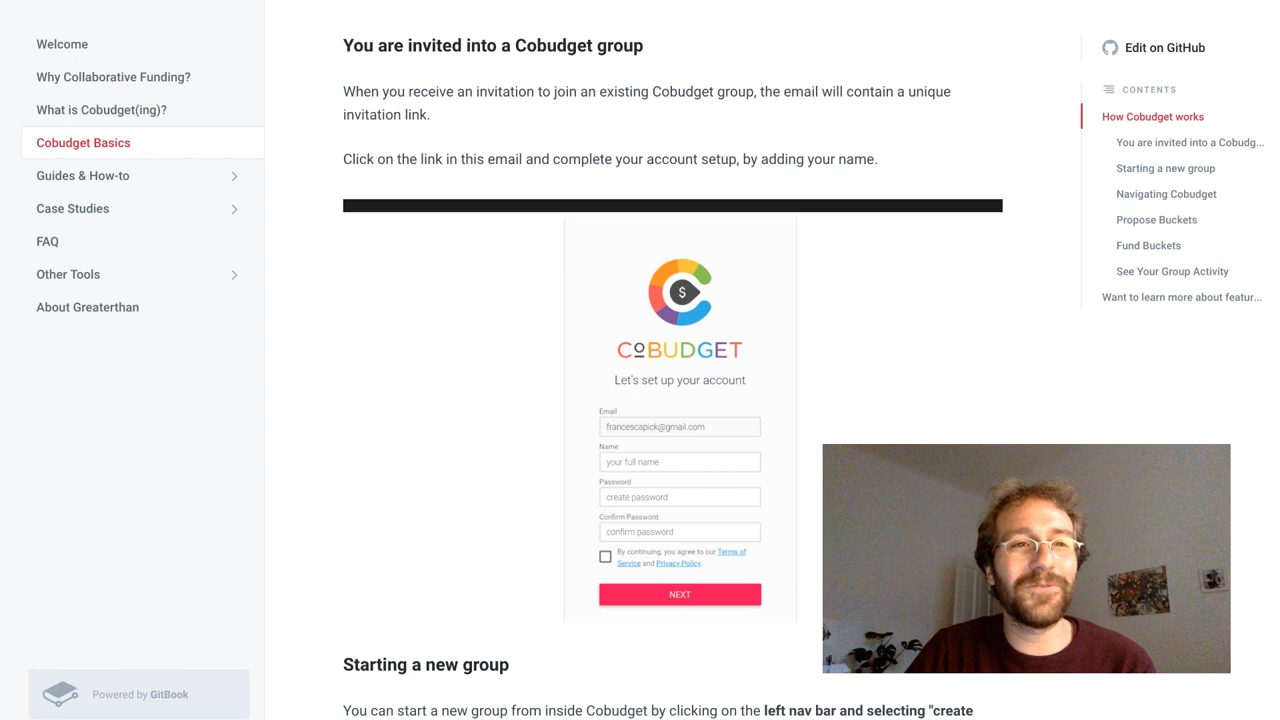 Welcome
Why Collaborative Funding?
What is Cobudget(ing)?
Cobudget Basics
Guides & How-to
Case Studies
FAQ
Other Tools
About Greaterthan
Powered by GitBook
You are invited into a Cobudget group
When you receive an invitation to join an existing Cobudget group, the email will contain a unique
invitation link.
Click on the link in this email and complete your account setup, by adding your name.
$
COBUDGET
Let's set up your account
Email
francescapick@gmail.com
Name
your full name
Password
create password
Confirm Password
confirm password
By continuing, you agree to our Terms of
Service and Privacy Policy.
NEXT
Starting a new group
You can start a new group from inside Cobudget by clicking on the left nav bar and selecting "create
Edit on GitHub
CONTENTS
How Cobudget works
You are invited into a Cobudg...
Starting a new group
Navigating Cobudget
Propose Buckets
Fund Buckets
See Your Group Activity
Want to learn more about featur...